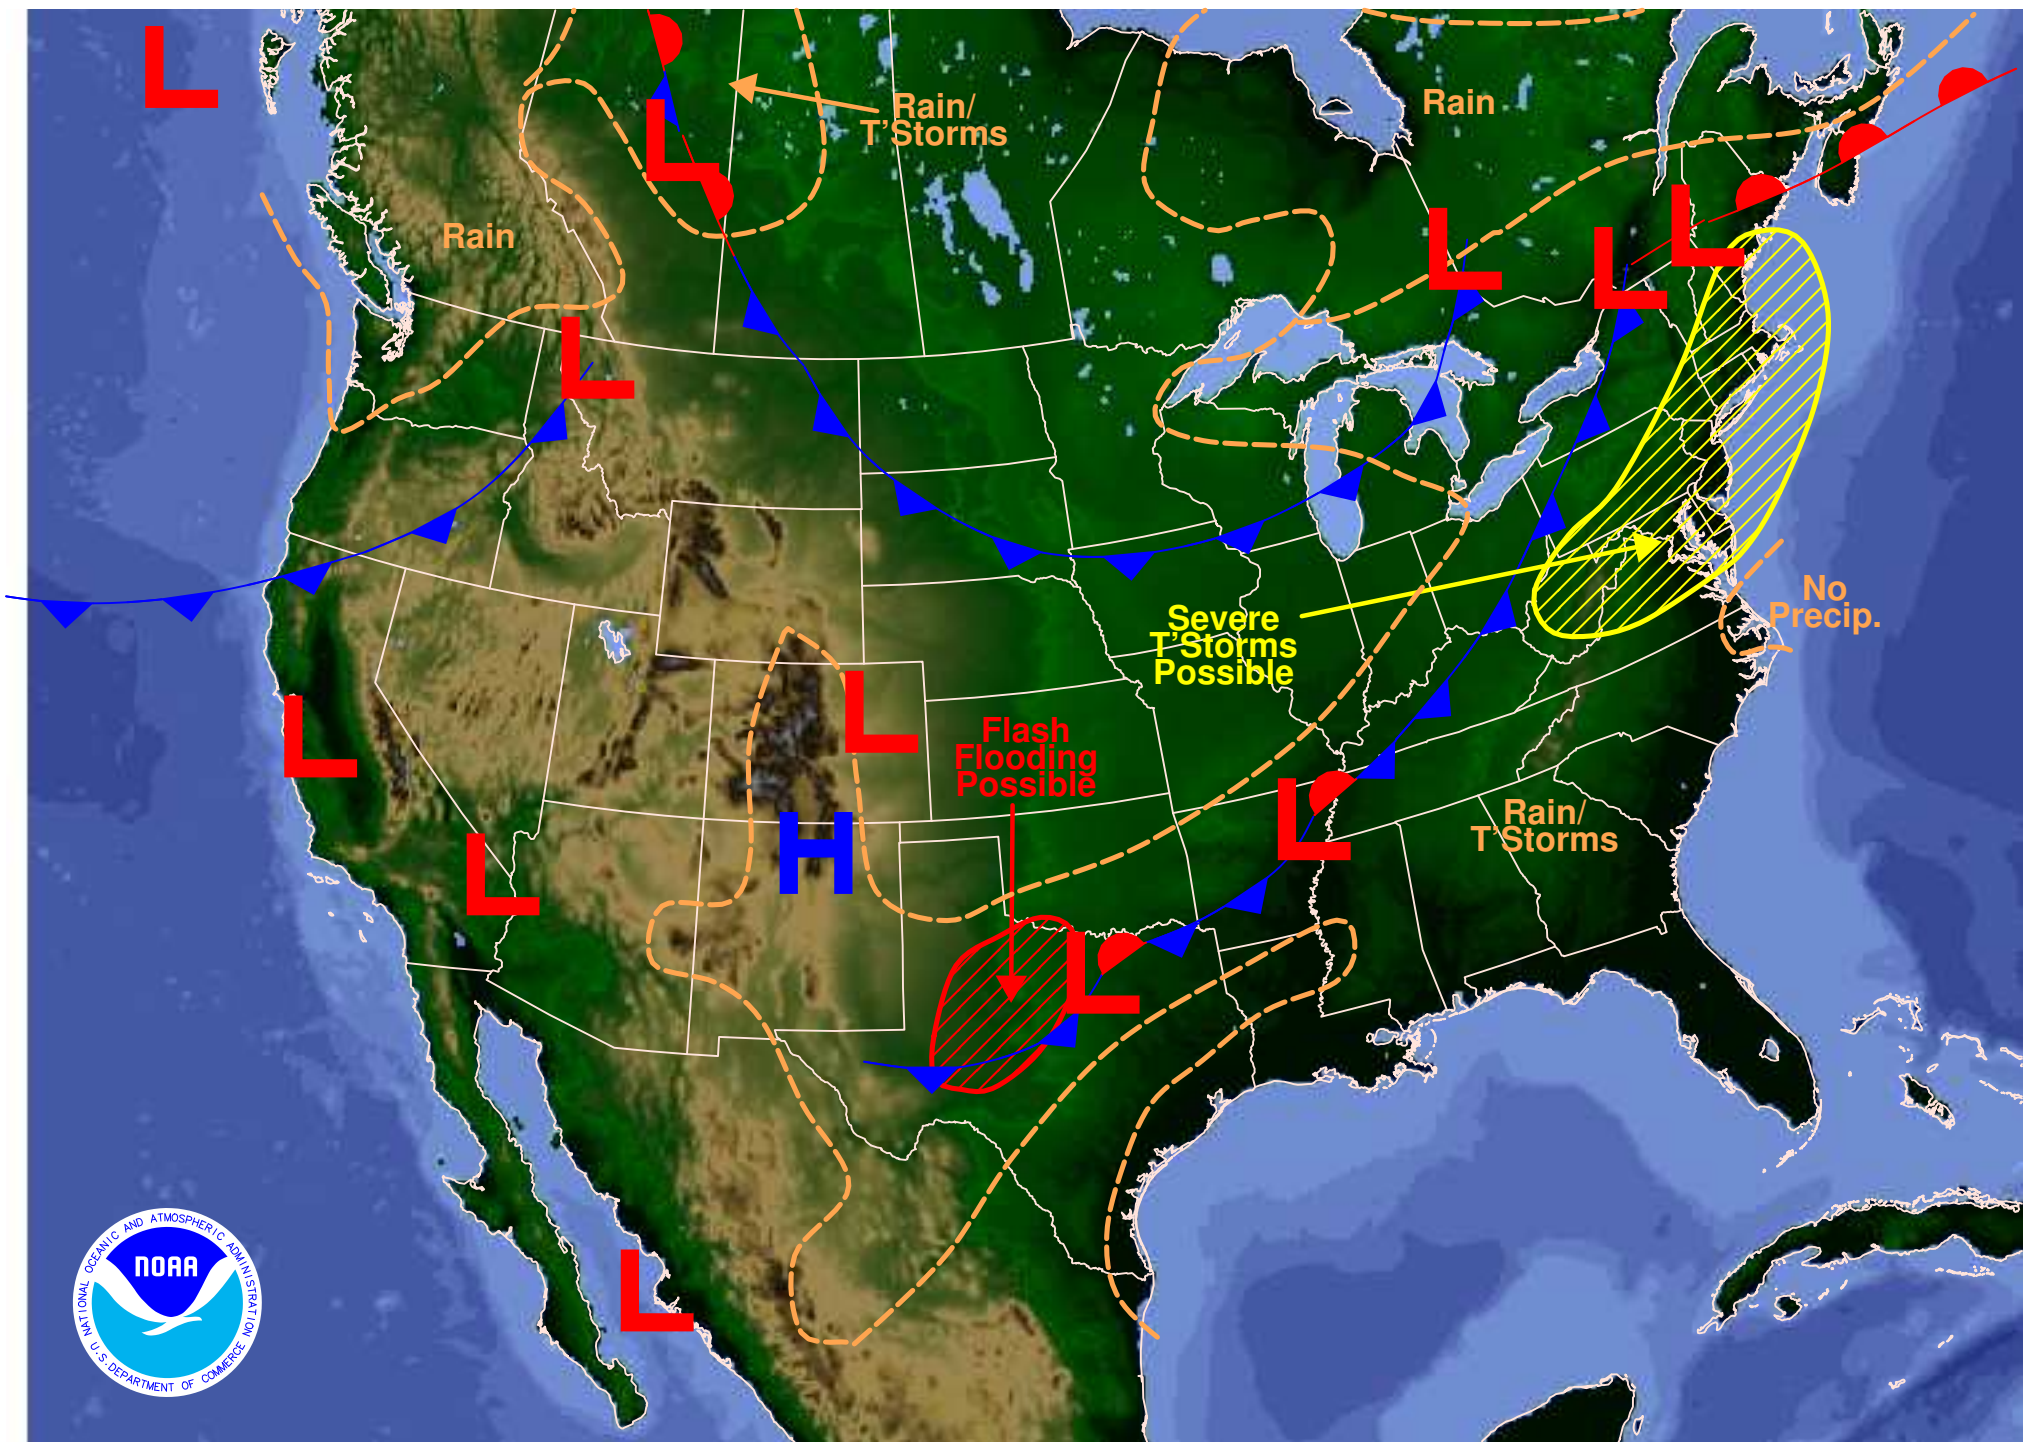 L
L
Rain/
T'Storms
Rain
L
L
L
Rain
L
Severe
T'Storms
Possible
No
Precip.
L
L
Flash
Flooding
Possible
L
H
L
Rain/
T'Storms
L
L
NATIONAL OCEANIC AND ATMOSPHERIC ADMINISTRATION
NOAA
U.S. DEPARTMENT OF COMMERCE
L